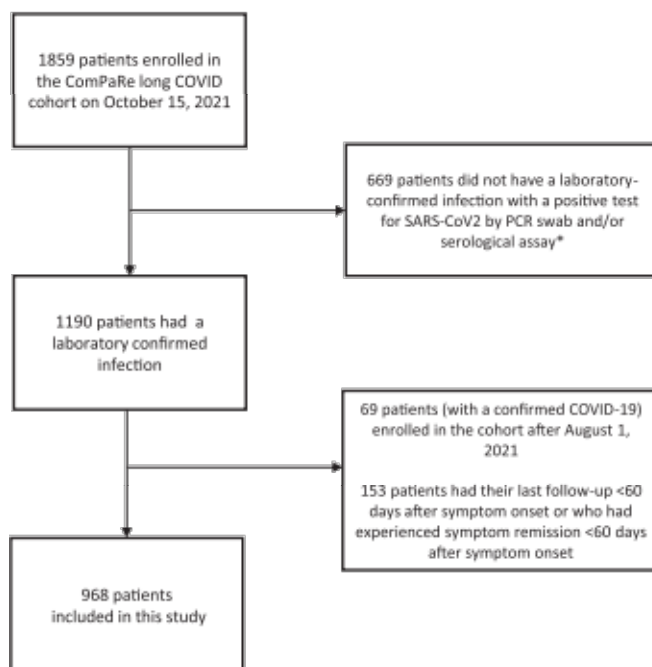 1859 patients enrolled in
the ComPaRe long COVID
cohort on October 15, 2021
669 patients did not have a laboratory-
confirmed infection with a positive test
for SARS-CoV2 by PCR swab and/or
serological assay*
1190 patients had a
laboratory confirmed
infection
69 patients (with a confirmed COVID-19)
enrolled in the cohort after August 1,
2021
153 patients had their last follow-up <60
days after symptom onset or who had
experienced symptom remission <60 days
after symptom onset
968 patients
included in this study